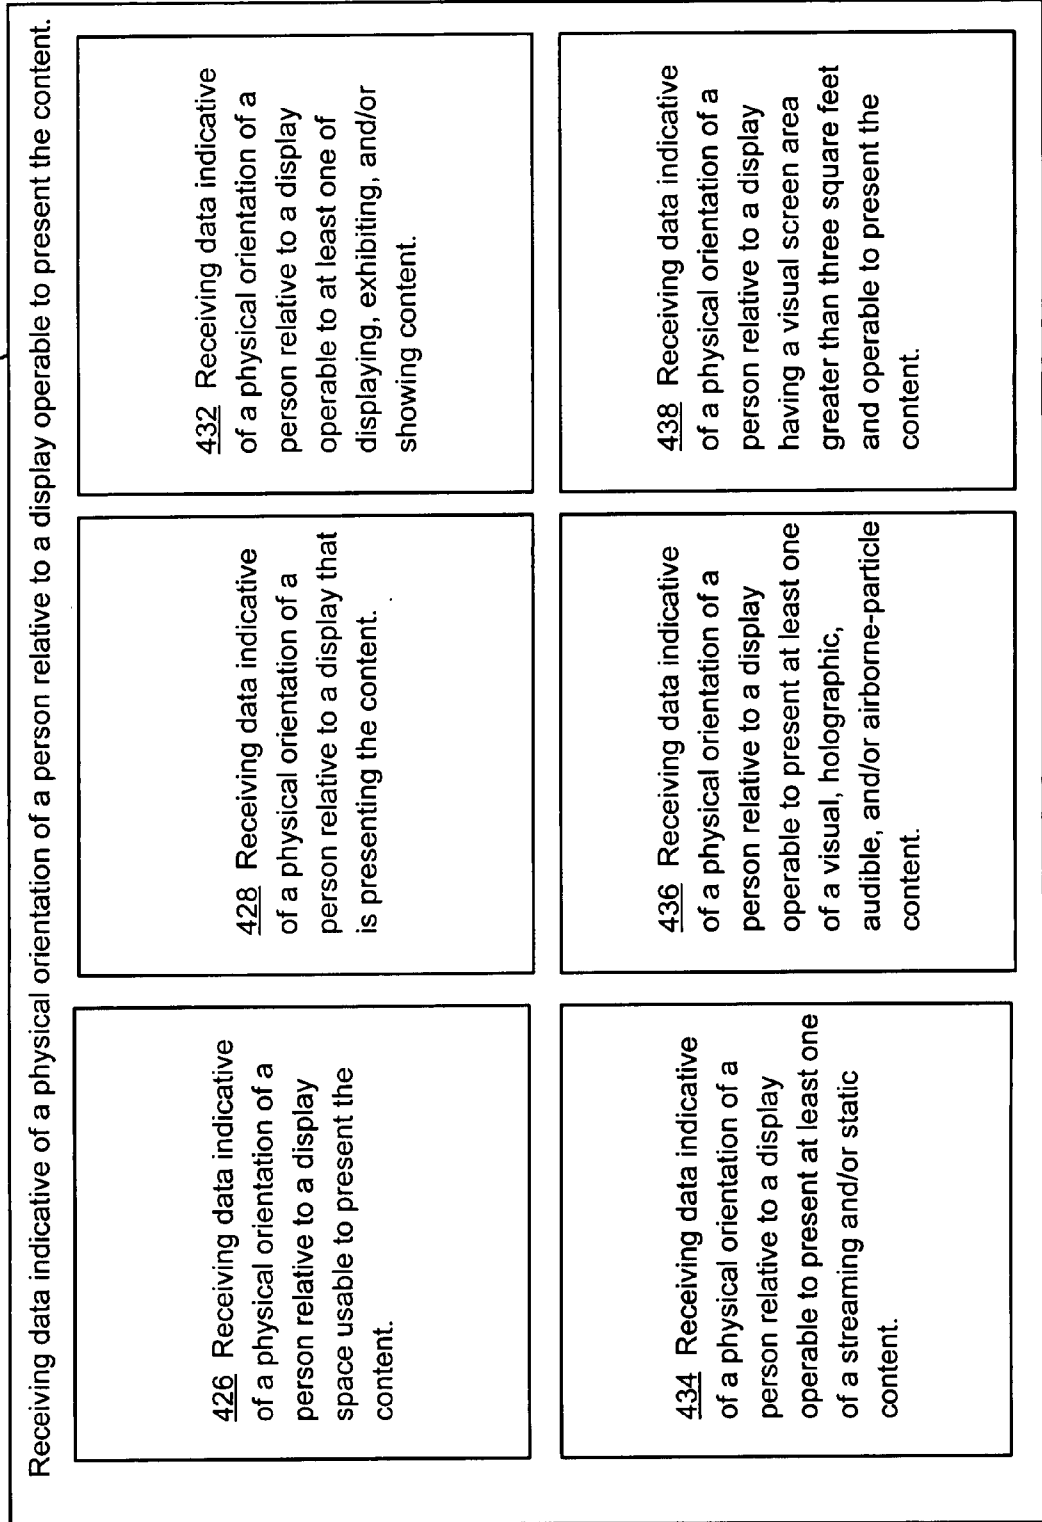 Receiving data indicative of a physical orientation of a person relative to a display operable to present the content.
426 Receiving data indicative
of a physical orientation of a
person relative to a display
space usable to present the
content.
428 Receiving data indicative
of a physical orientation of a
person relative to a display that
is presenting the content.
432 Receiving data indicative
of a physical orientation of a
person relative to a display
operable to at least one of
displaying, exhibiting, and/or
showing content.
434 Receiving data indicative
of a physical orientation of a
person relative to a display
operable to present at least one
of a streaming and/or static
content.
436 Receiving data indicative
of a physical orientation of a
person relative to a display
operable to present at least one
of a visual, holographic,
audible, and/or airborne-particle
content.
438 Receiving data indicative
of a physical orientation of a
person relative to a display
having a visual screen area
greater than three square feet
and operable to present the
content.